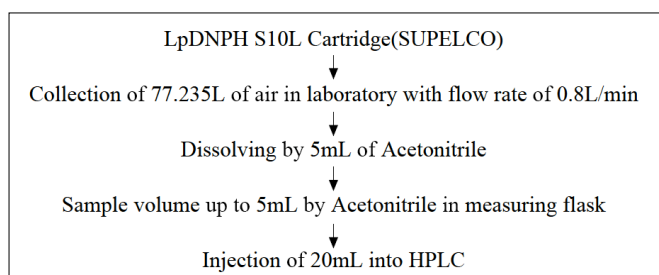 LpDNPH S10L Cartridge(SUPELCO)
Collection of 77.235L of air in laboratory with flow rate of 0.8L/min
Dissolving by 5mL of Acetonitrile
Sample volume up to 5mL by Acetonitrile in measuring flask
Injection of 20mL into HPLC